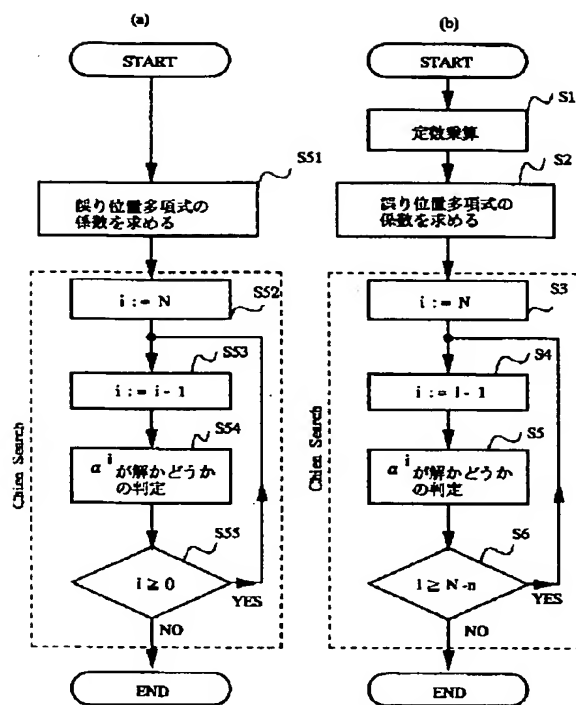 (a)
START
S51
誤り位置多項式の
係数を求める
Chien Search
i := N
S52
S53
i := i - 1
S54
α i が解かどうか
の判定
S55
i ≧ 0
YES
NO
END
(b)
START
S1
定数乗算
S2
誤り位置多項式の
係数を求める
Chien Search
S3
i := N
S4
i := i - 1
S5
α i が解かどうか
の判定
S6
i ≧ N - n
YES
NO
END